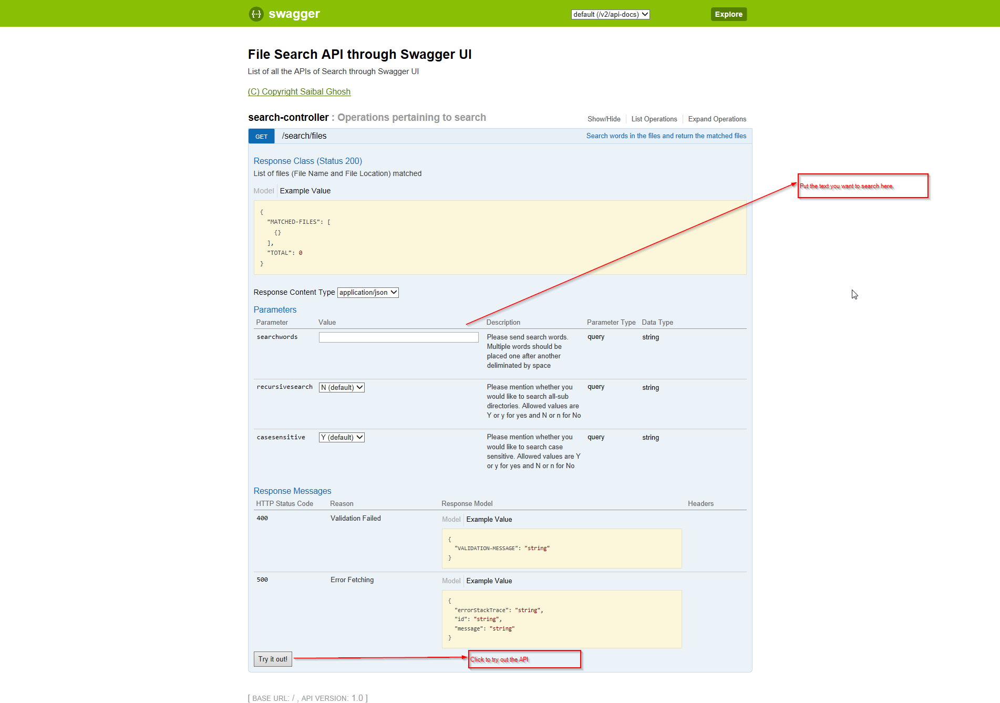 {···} swagger
default (/v2/api-docs)
Explore
File Search API through Swagger UI
List of all the APIs of Search through Swagger UI
(C) Copyright Saibal Ghosh
search-controller : Operations pertaining to search
Show/Hide
List Operations
Expand Operations
GET
/search/files
Search words in the files and return the matched files
Response Class (Status 200)
List of files (File Name and File Location) matched
Put the text you want to search here.
Model
Example Value
{
"MATCHED-FILES": [
{}
],
"TOTAL": 0
}
Response Content Type application/json
Parameters
Parameter
Value
Description
Parameter Type
Data Type
searchwords
Please send search words.
Multiple words should be
placed one after another
deliminated by space
query
string
recursivesearch
N (default)
Please mention whether you
would like to search all-sub
directories. Allowed values are
Y or y for yes and N or n for No
query
string
casesensitive
Y (default)
Please mention whether you
would like to search case
sensitive. Allowed values are Y
or y for yes and N or n for No
query
string
Response Messages
HTTP Status Code
Reason
Response Model
Headers
400
Validation Failed
Model
Example Value
{
"VALIDATION-MESSAGE": "string"
}
500
Error Fetching
Model
Example Value
{
"errorStackTrace": "string",
"id": "string",
"message": "string"
}
Try it out!
Click to try out the API
[ BASE URL: / , API VERSION: 1.0 ]